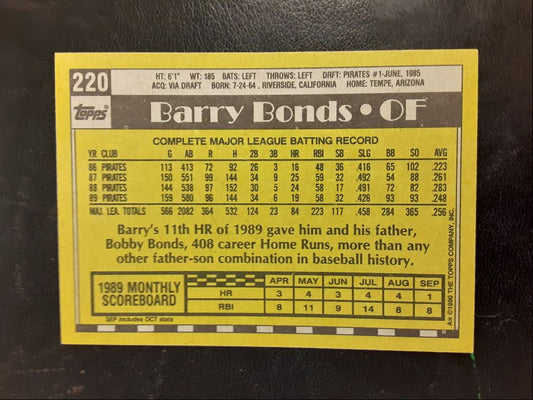 220
HT: 6'1" WT: 185 BATS: LEFT THROWS: LEFT DRAFT: PIRATES #1-JUNE, 1985
ACQ: VIA DRAFT BORN: 7-24-64, RIVERSIDE, CALIFORNIA HOME: TEMPE, ARIZONA
Topps
Barry Bonds • OF
COMPLETE MAJOR LEAGUE BATTING RECORD
YR CLUB G AB R H 2B 3B HR RBI SB SLG BB SO AVG
86 PIRATES 113 413 72 92 26 3 16 48 36 .416 65 102 .223
87 PIRATES 150 551 99 144 34 9 25 59 32 .492 54 88 .261
88 PIRATES 144 538 97 152 30 5 24 58 17 .491 72 82 .283
89 PIRATES 159 580 96 144 34 6 19 58 32 .426 93 93 .248
MAJ. LEA. TOTALS 566 2082 364 532 124 23 84 223 117 .458 284 365 .256
Barry's 11th HR of 1989 gave him and his father,
Bobby Bonds, 408 career Home Runs, more than any
other father-son combination in baseball history.
1989 MONTHLY
SCOREBOARD
APR MAY JUN JUL AUG SEP
HR 3 4 3 4 4 1
RBI 8 11 9 14 8 8
SEP includes OCT stats
A* ©1990 THE TOPPS COMPANY, INC.